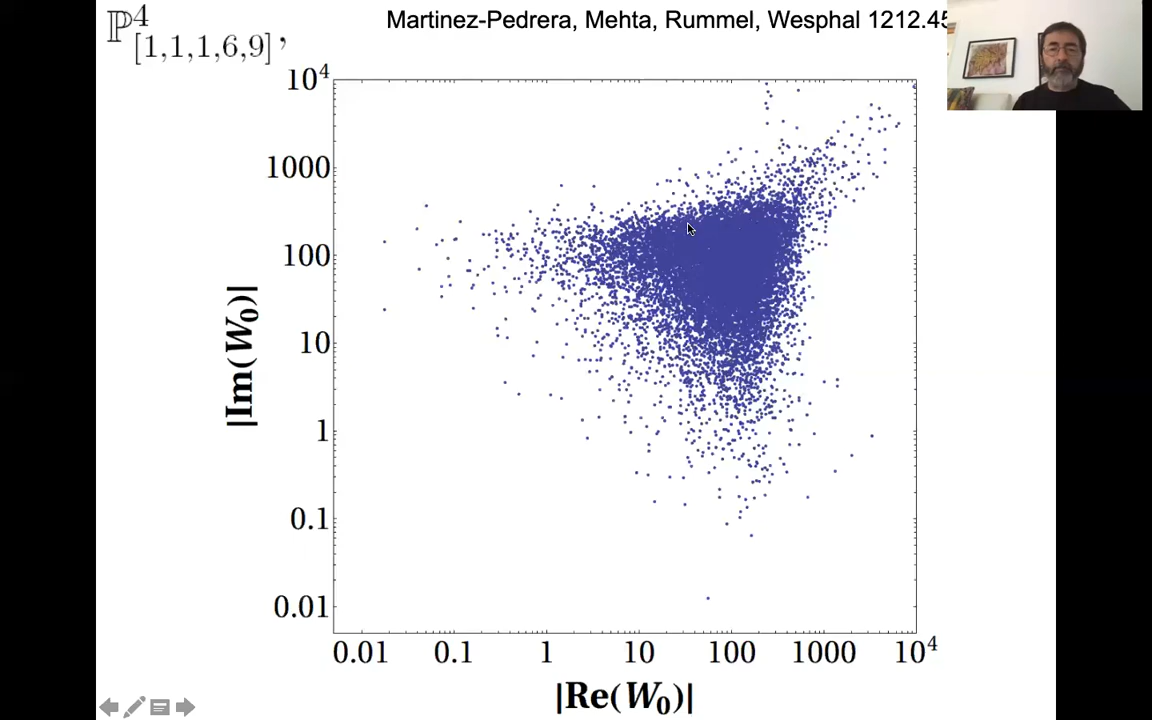 ℙ⁴[1,1,1,6,9],
Martinez-Pedrera, Mehta, Rummel, Wesphal 1212.45
10⁴
1000
100
10
1
0.1
0.01
|Im(W₀)|
0.01 0.1 1 10 100 1000 10⁴
|Re(W₀)|